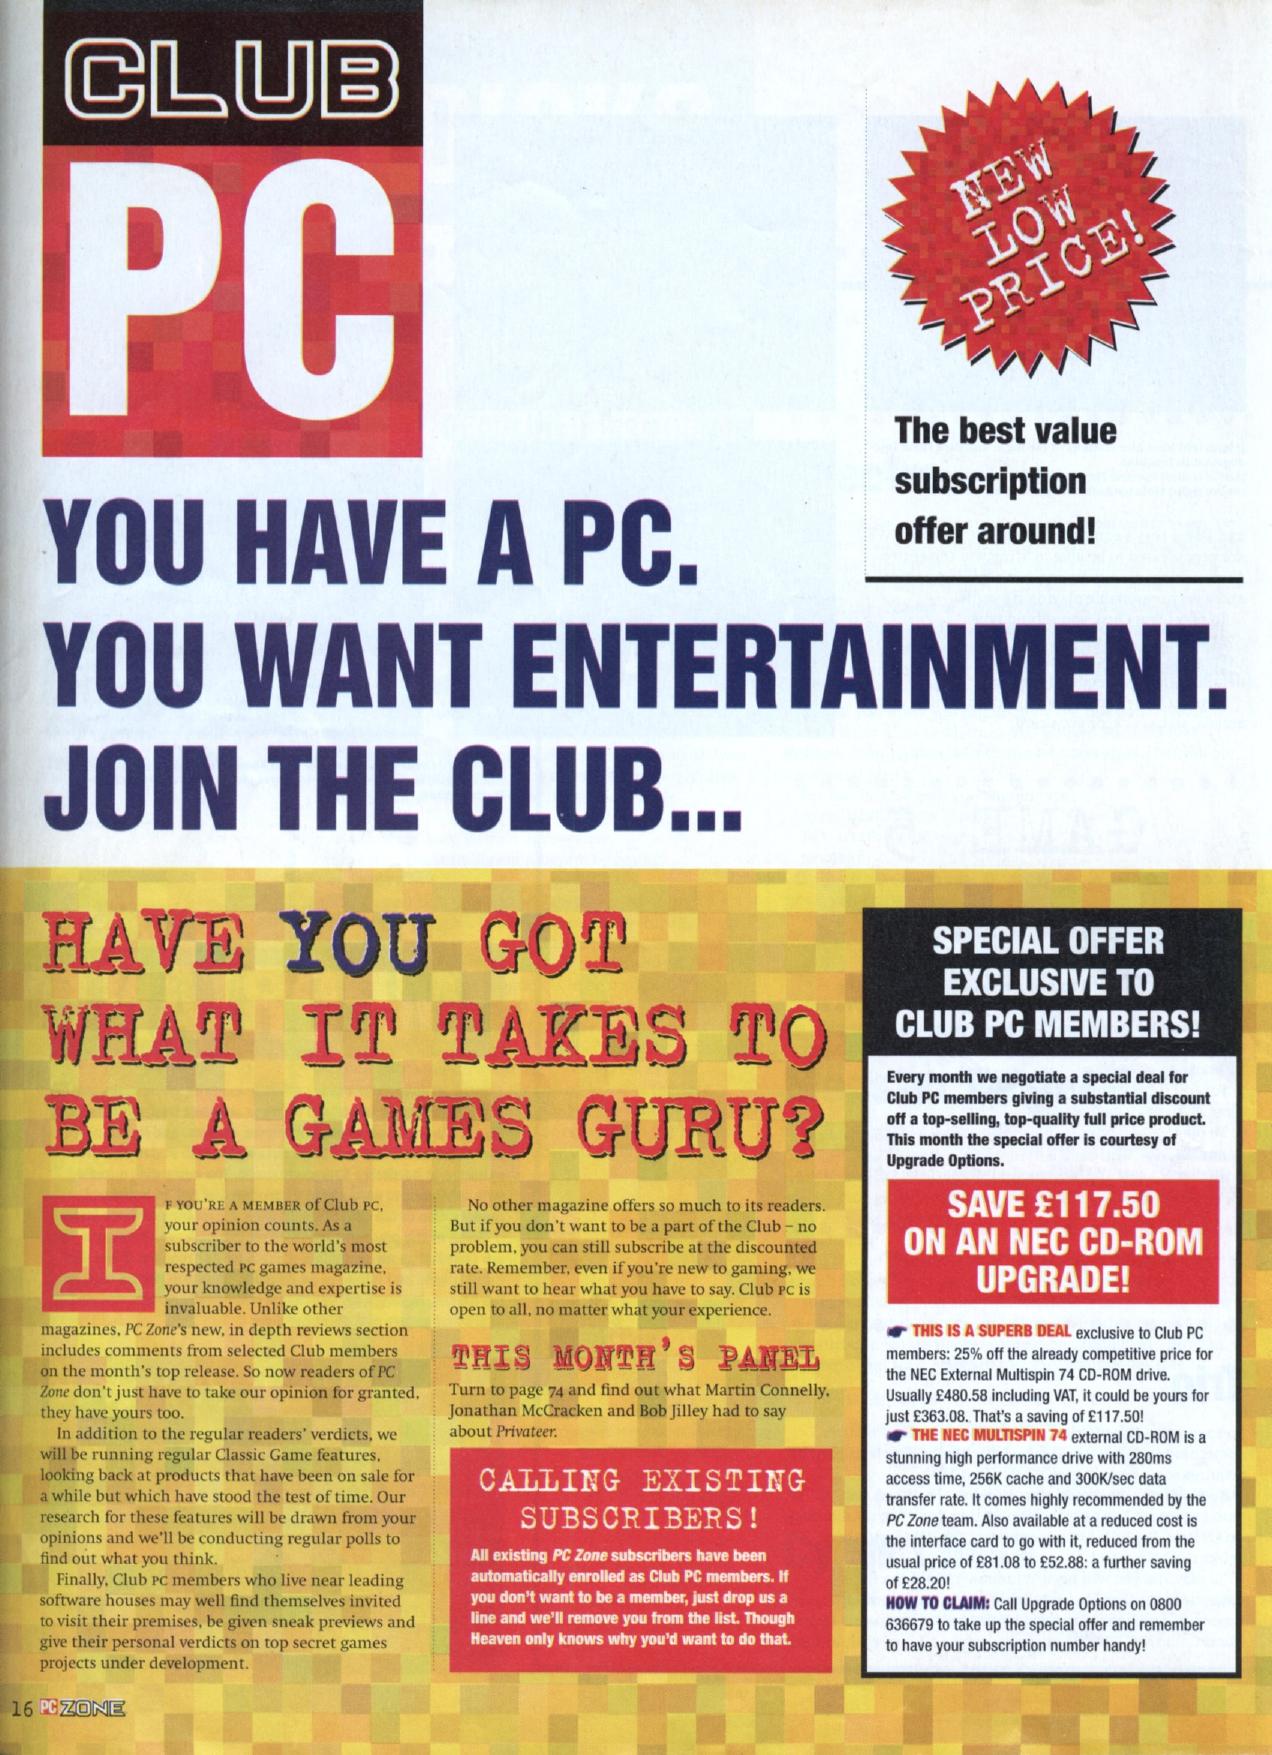 CLUB
PC
NEW
LOW
PRICE!
The best value
subscription
offer around!
YOU HAVE A PC.
YOU WANT ENTERTAINMENT.
JOIN THE CLUB...
HAVE YOU GOT
WHAT IT TAKES TO
BE A GAMES GURU?
IF YOU'RE A MEMBER of Club PC,
your opinion counts. As a
subscriber to the world's most
respected PC games magazine,
your knowledge and expertise is
invaluable. Unlike other
magazines, PC Zone's new, in depth reviews section
includes comments from selected Club members
on the month's top release. So now readers of PC
Zone don't just have to take our opinion for granted,
they have yours too.
In addition to the regular readers' verdicts, we
will be running regular Classic Game features,
looking back at products that have been on sale for
a while but which have stood the test of time. Our
research for these features will be drawn from your
opinions and we'll be conducting regular polls to
find out what you think.
Finally, Club PC members who live near leading
software houses may well find themselves invited
to visit their premises, be given sneak previews and
give their personal verdicts on top secret games
projects under development.
No other magazine offers so much to its readers.
But if you don't want to be a part of the Club – no
problem, you can still subscribe at the discounted
rate. Remember, even if you're new to gaming, we
still want to hear what you have to say. Club PC is
open to all, no matter what your experience.
THIS MONTH'S PANEL
Turn to page 74 and find out what Martin Connelly,
Jonathan McCracken and Bob Jilley had to say
about Privateer.
CALLING EXISTING
SUBSCRIBERS!
All existing PC Zone subscribers have been
automatically enrolled as Club PC members. If
you don't want to be a member, just drop us a
line and we'll remove you from the list. Though
Heaven only knows why you'd want to do that.
SPECIAL OFFER
EXCLUSIVE TO
CLUB PC MEMBERS!
Every month we negotiate a special deal for
Club PC members giving a substantial discount
off a top-selling, top-quality full price product.
This month the special offer is courtesy of
Upgrade Options.
SAVE £117.50
ON AN NEC CD-ROM
UPGRADE!
☛ THIS IS A SUPERB DEAL exclusive to Club PC
members: 25% off the already competitive price for
the NEC External Multispin 74 CD-ROM drive.
Usually £480.58 including VAT, it could be yours for
just £363.08. That's a saving of £117.50!
☛ THE NEC MULTISPIN 74 external CD-ROM is a
stunning high performance drive with 280ms
access time, 256K cache and 300K/sec data
transfer rate. It comes highly recommended by the
PC Zone team. Also available at a reduced cost is
the interface card to go with it, reduced from the
usual price of £81.08 to £52.88: a further saving
of £28.20!
HOW TO CLAIM: Call Upgrade Options on 0800
636679 to take up the special offer and remember
to have your subscription number handy!
16 PC ZONE